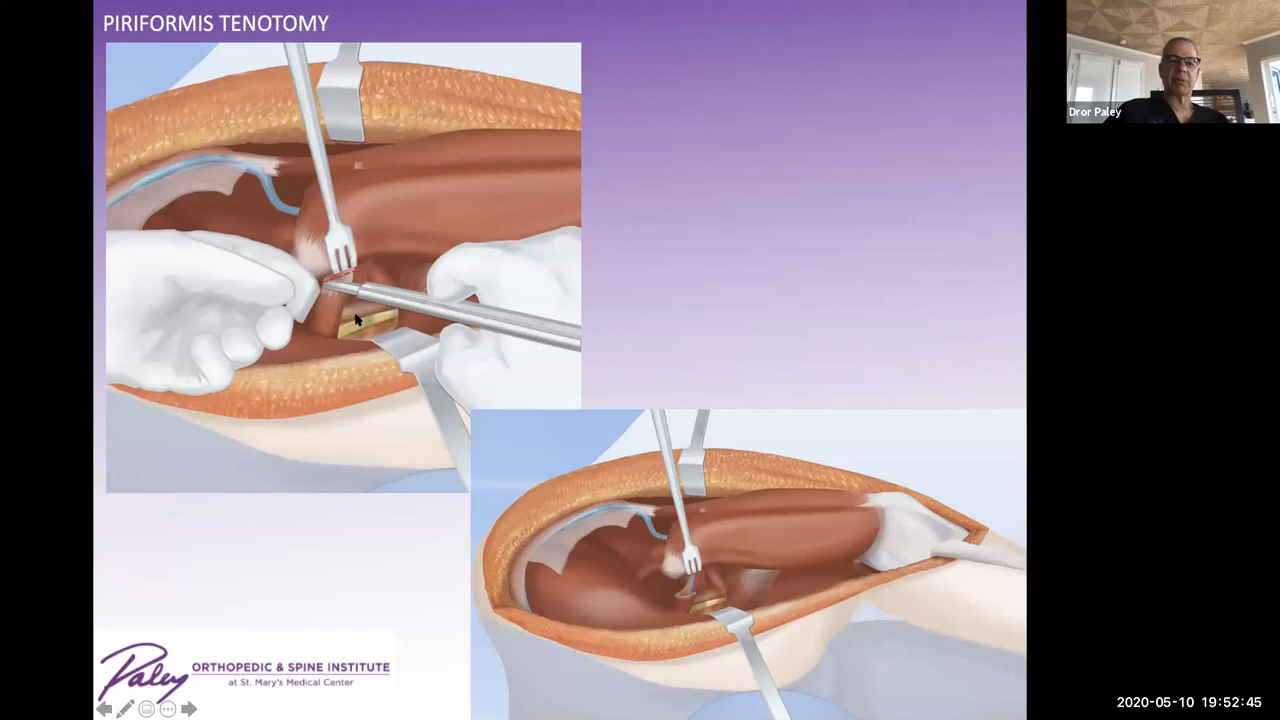 PIRIFORMIS TENOTOMY
Dror Paley
Paley
ORTHOPEDIC & SPINE INSTITUTE
at St. Mary's Medical Center
2020-05-10 19:52:45